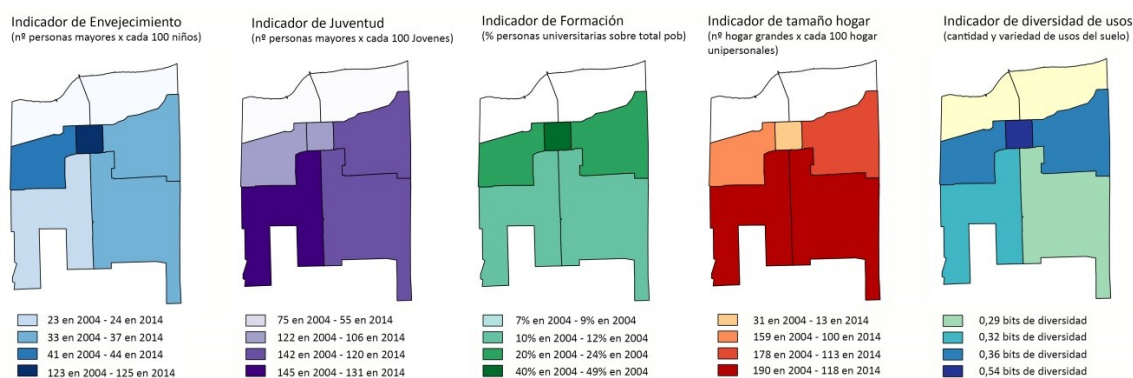 Indicador de Envejecimiento
(nº personas mayores x cada 100 niños)
23 en 2004 - 24 en 2014
33 en 2004 - 37 en 2014
41 en 2004 - 44 en 2014
123 en 2004 - 125 en 2014
Indicador de Juventud
(nº personas mayores x cada 100 Jovenes)
75 en 2004 - 55 en 2014
122 en 2004 - 106 en 2014
142 en 2004 - 120 en 2014
145 en 2004 - 131 en 2014
Indicador de Formación
(% personas universitarias sobre total pob)
7% en 2004 - 9% en 2004
10% en 2004 - 12% en 2004
20% en 2004 - 24% en 2004
40% en 2004 - 49% en 2004
Indicador de tamaño hogar
(nº hogar grandes x cada 100 hogar
unipersonales)
31 en 2004 - 13 en 2014
159 en 2004 - 100 en 2014
178 en 2004 - 113 en 2014
190 en 2004 - 118 en 2014
Indicador de diversidad de usos
(cantidad y variedad de usos del suelo)
0,29 bits de diversidad
0,32 bits de diversidad
0,36 bits de diversidad
0,54 bits de diversidad